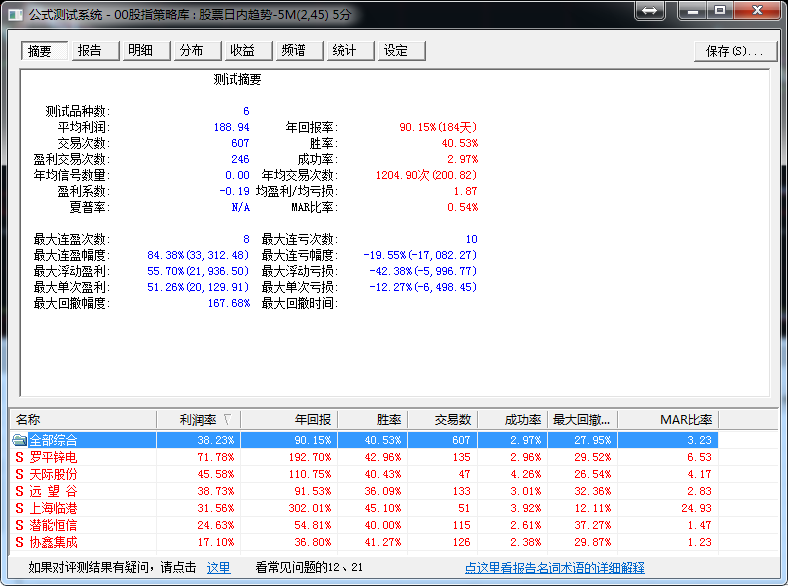 公式测试系统 - 00股指策略库 : 股票日内趋势-5M(2,45) 5分
摘要 报告 明细 分布 收益 频谱 统计 设定 保存(S)...
测试摘要
测试品种数: 6
平均利润: 188.94 年回报率: 90.15%(184天)
交易次数: 607 胜率: 40.53%
盈利交易次数: 246 成功率: 2.97%
年均信号数量: 0.00 年均交易次数: 1204.90次(200.82)
盈利系数: -0.19 均盈利/均亏损: 1.87
夏普率: N/A MAR比率: 0.54%
最大连盈次数: 8 最大连亏次数: 10
最大连盈幅度: 84.38%(33,312.48) 最大连亏幅度: -19.55%(-17,082.27)
最大浮动盈利: 55.70%(21,936.50) 最大浮动亏损: -42.38%(-5,996.77)
最大单次盈利: 51.26%(20,129.91) 最大单次亏损: -12.27%(-6,498.45)
最大回撤幅度: 167.68% 最大回撤时间:
名称 利润率 年回报 胜率 交易数 成功率 最大回撤... MAR比率
全部综合 38.23% 90.15% 40.53% 607 2.97% 27.95% 3.23
S 罗平锌电 71.78% 192.70% 42.96% 135 2.96% 29.52% 6.53
S 天际股份 45.58% 110.75% 40.43% 47 4.26% 26.54% 4.17
S 远 望 谷 38.73% 91.53% 36.09% 133 3.01% 32.36% 2.83
S 上海临港 31.56% 302.01% 45.10% 51 3.92% 12.11% 24.93
S 潜能恒信 24.63% 54.81% 40.00% 115 2.61% 37.27% 1.47
S 协鑫集成 17.10% 36.80% 41.27% 126 2.38% 29.87% 1.23
如果对评测结果有疑问，请点击 这里 看常见问题的12、21 点这里看报告名词术语的详细解释